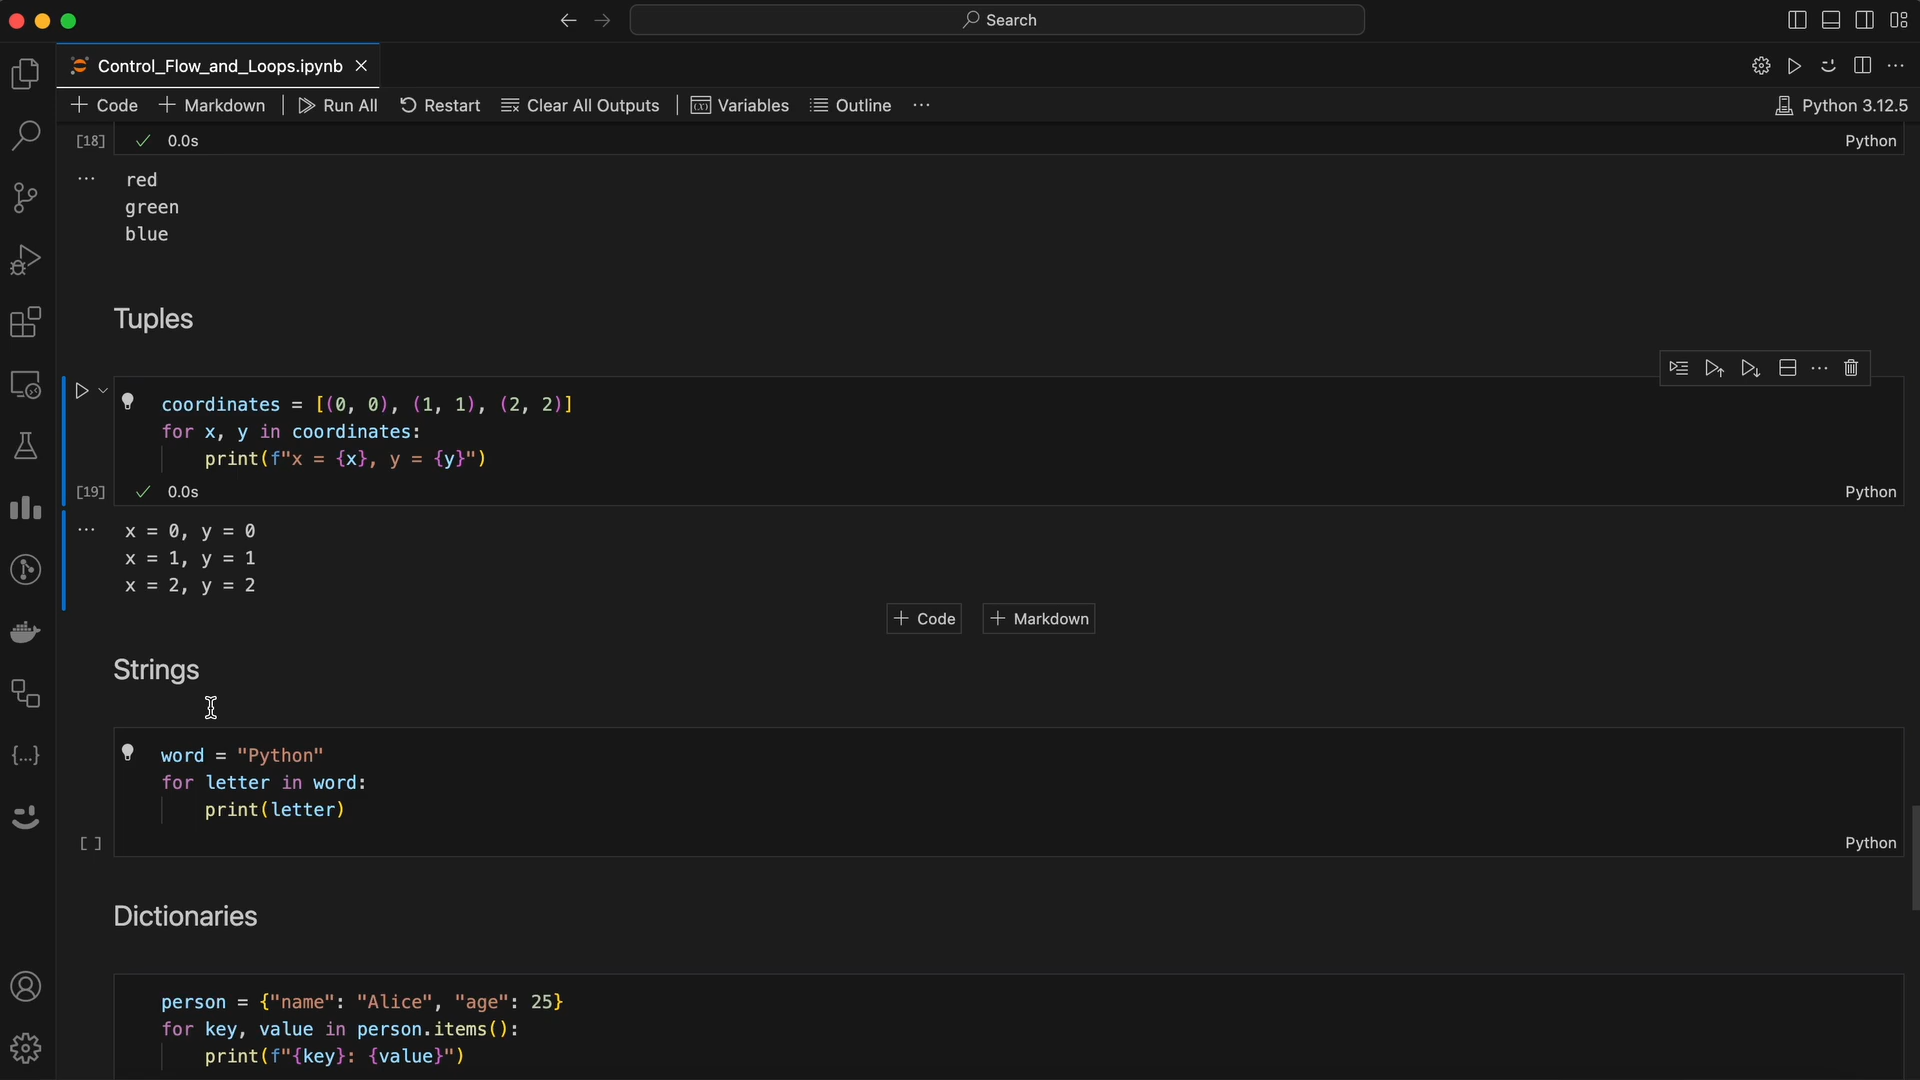 Search
Control_Flow_and_Loops.ipynb
Code Markdown Run All Restart Clear All Outputs Variables Outline ... Python 3.12.5
[18] 0.0s Python
... red
green
blue
Tuples
coordinates = [(0, 0), (1, 1), (2, 2)]
for x, y in coordinates:
print(f"x = {x}, y = {y}")
[19] 0.0s Python
... x = 0, y = 0
x = 1, y = 1
x = 2, y = 2
+ Code + Markdown
Strings
word = "Python"
for letter in word:
print(letter)
[ ] Python
Dictionaries
person = {"name": "Alice", "age": 25}
for key, value in person.items():
print(f"{key}: {value}")